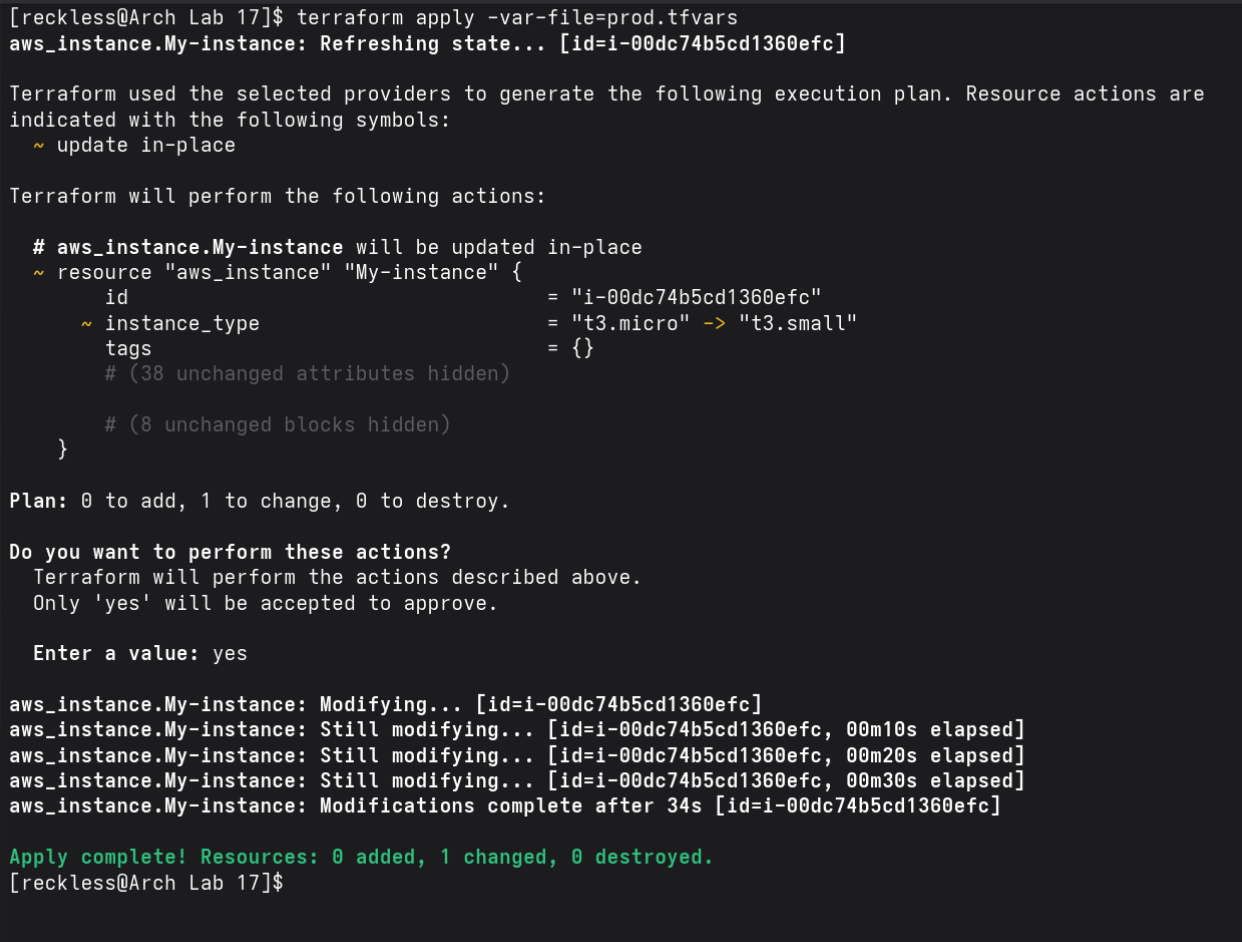 [reckless@Arch Lab 17]$ terraform apply -var-file=prod.tfvars
aws_instance.My-instance: Refreshing state... [id=i-00dc74b5cd1360efc]
Terraform used the selected providers to generate the following execution plan. Resource actions are
indicated with the following symbols:
~ update in-place
Terraform will perform the following actions:
# aws_instance.My-instance will be updated in-place
~ resource "aws_instance" "My-instance" {
id = "i-00dc74b5cd1360efc"
~ instance_type = "t3.micro" -> "t3.small"
tags = {}
# (38 unchanged attributes hidden)
# (8 unchanged blocks hidden)
}
Plan: 0 to add, 1 to change, 0 to destroy.
Do you want to perform these actions?
Terraform will perform the actions described above.
Only 'yes' will be accepted to approve.
Enter a value: yes
aws_instance.My-instance: Modifying... [id=i-00dc74b5cd1360efc]
aws_instance.My-instance: Still modifying... [id=i-00dc74b5cd1360efc, 00m10s elapsed]
aws_instance.My-instance: Still modifying... [id=i-00dc74b5cd1360efc, 00m20s elapsed]
aws_instance.My-instance: Still modifying... [id=i-00dc74b5cd1360efc, 00m30s elapsed]
aws_instance.My-instance: Modifications complete after 34s [id=i-00dc74b5cd1360efc]
Apply complete! Resources: 0 added, 1 changed, 0 destroyed.
[reckless@Arch Lab 17]$